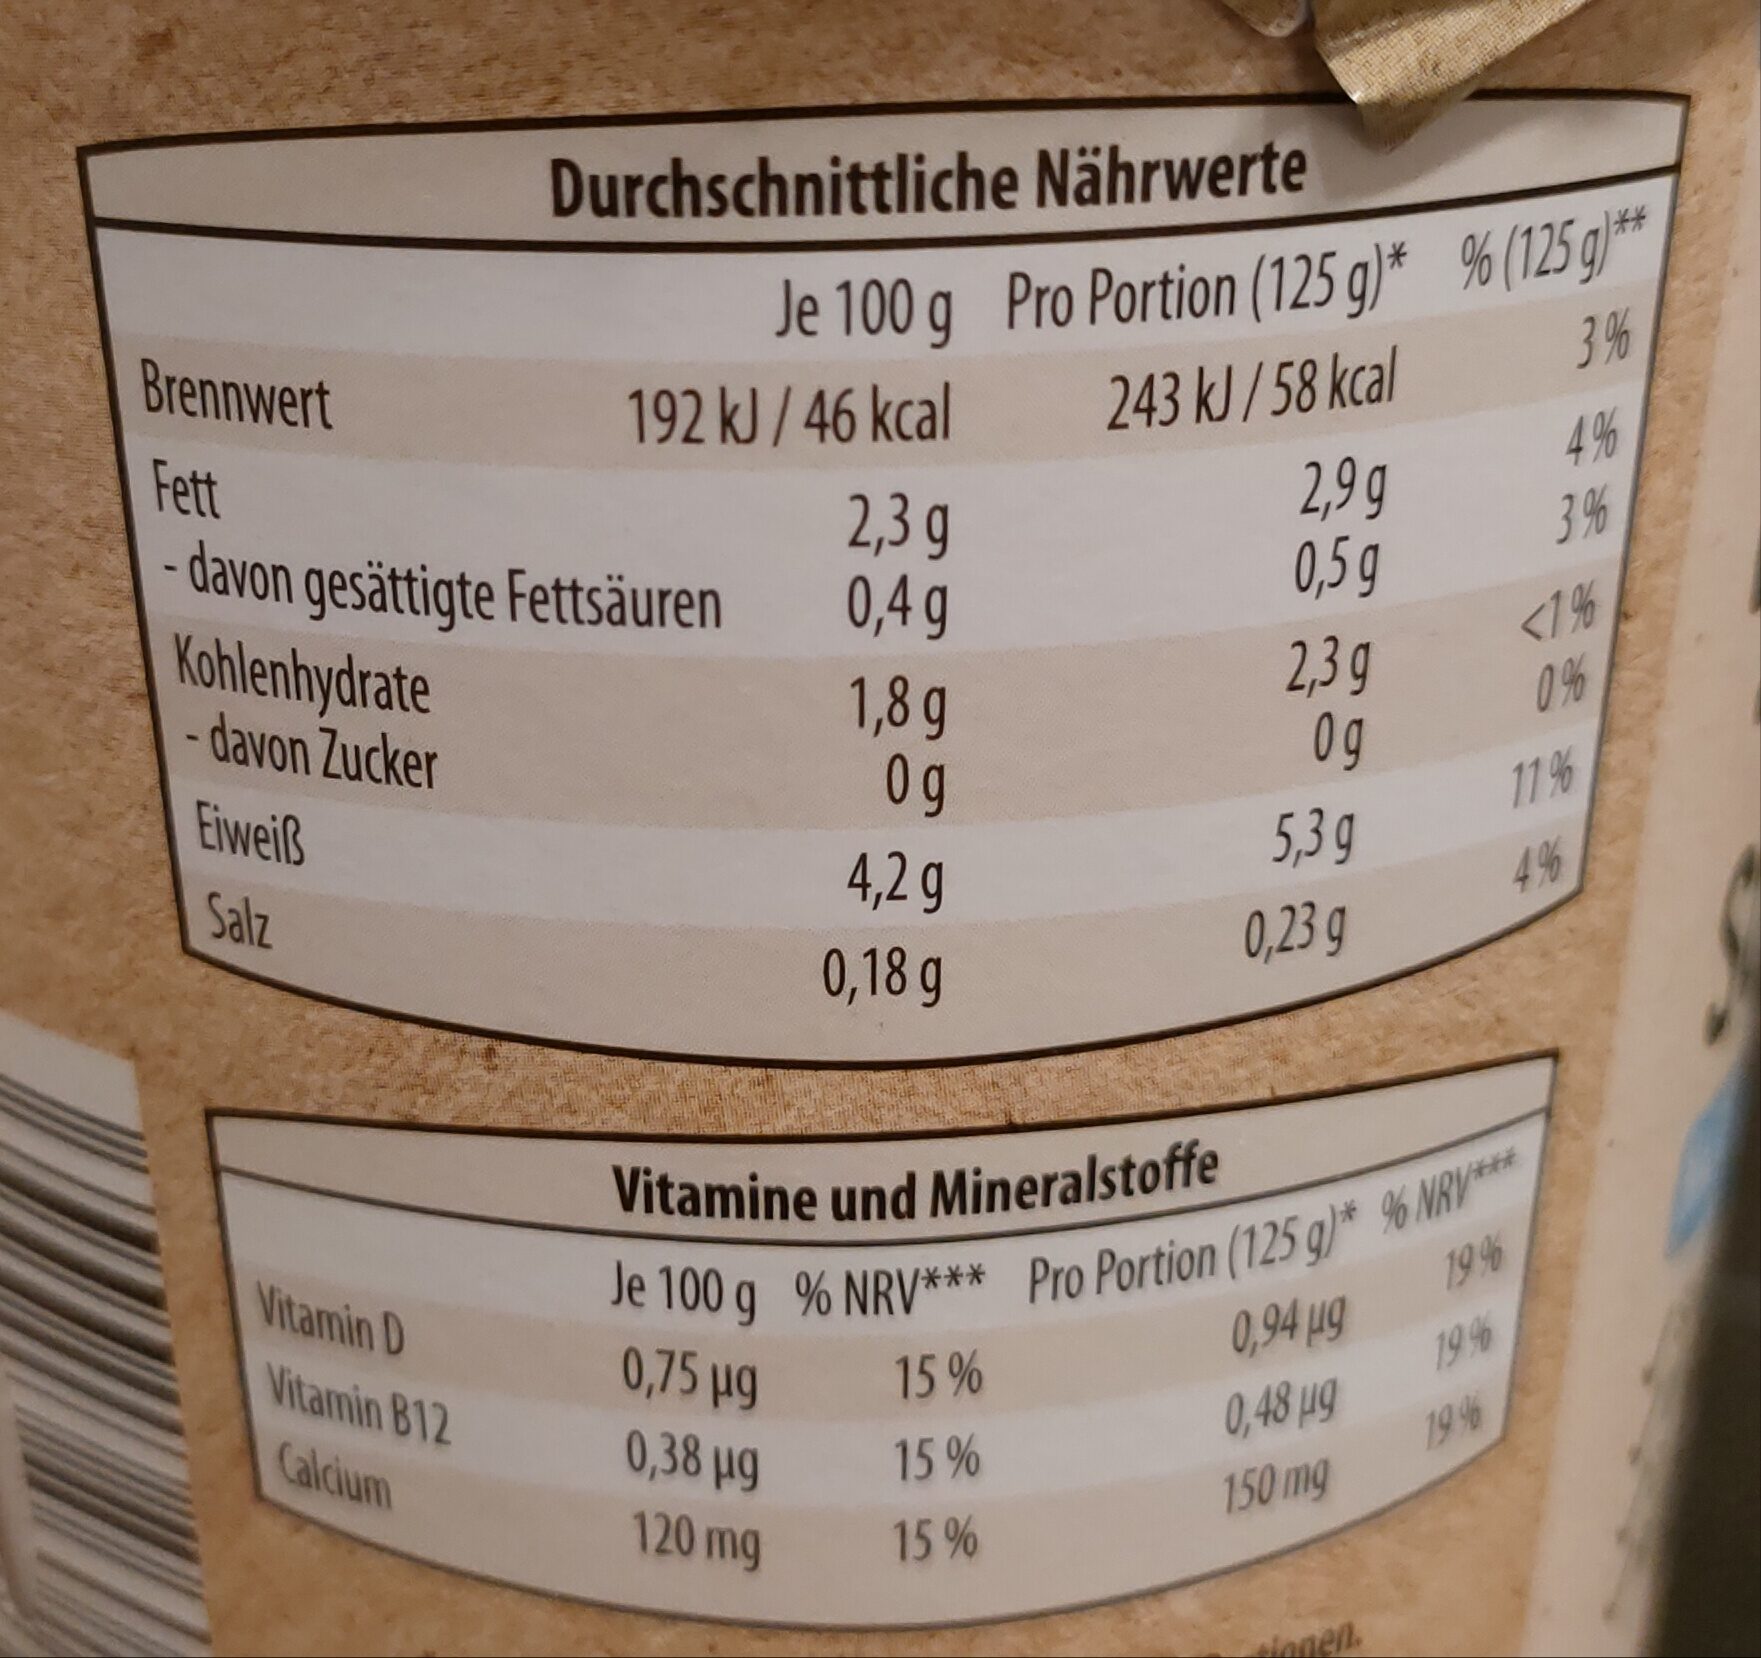 Durchschnittliche Nährwerte
Je 100 g Pro Portion (125 g)* % (125 g)**
Brennwert 192 kJ / 46 kcal 243 kJ / 58 kcal 3 %
Fett 2,3 g 2,9 g 4 %
- davon gesättigte Fettsäuren 0,4 g 0,5 g 3 %
Kohlenhydrate 1,8 g 2,3 g <1 %
- davon Zucker 0 g 0 g 0 %
Eiweiß 4,2 g 5,3 g 11 %
Salz 0,18 g 0,23 g 4 %
Vitamine und Mineralstoffe
Je 100 g % NRV*** Pro Portion (125 g)* % NRV***
Vitamin D 0,75 µg 15 % 0,94 µg 19 %
Vitamin B12 0,38 µg 15 % 0,48 µg 19 %
Calcium 120 mg 15 % 150 mg 19 %